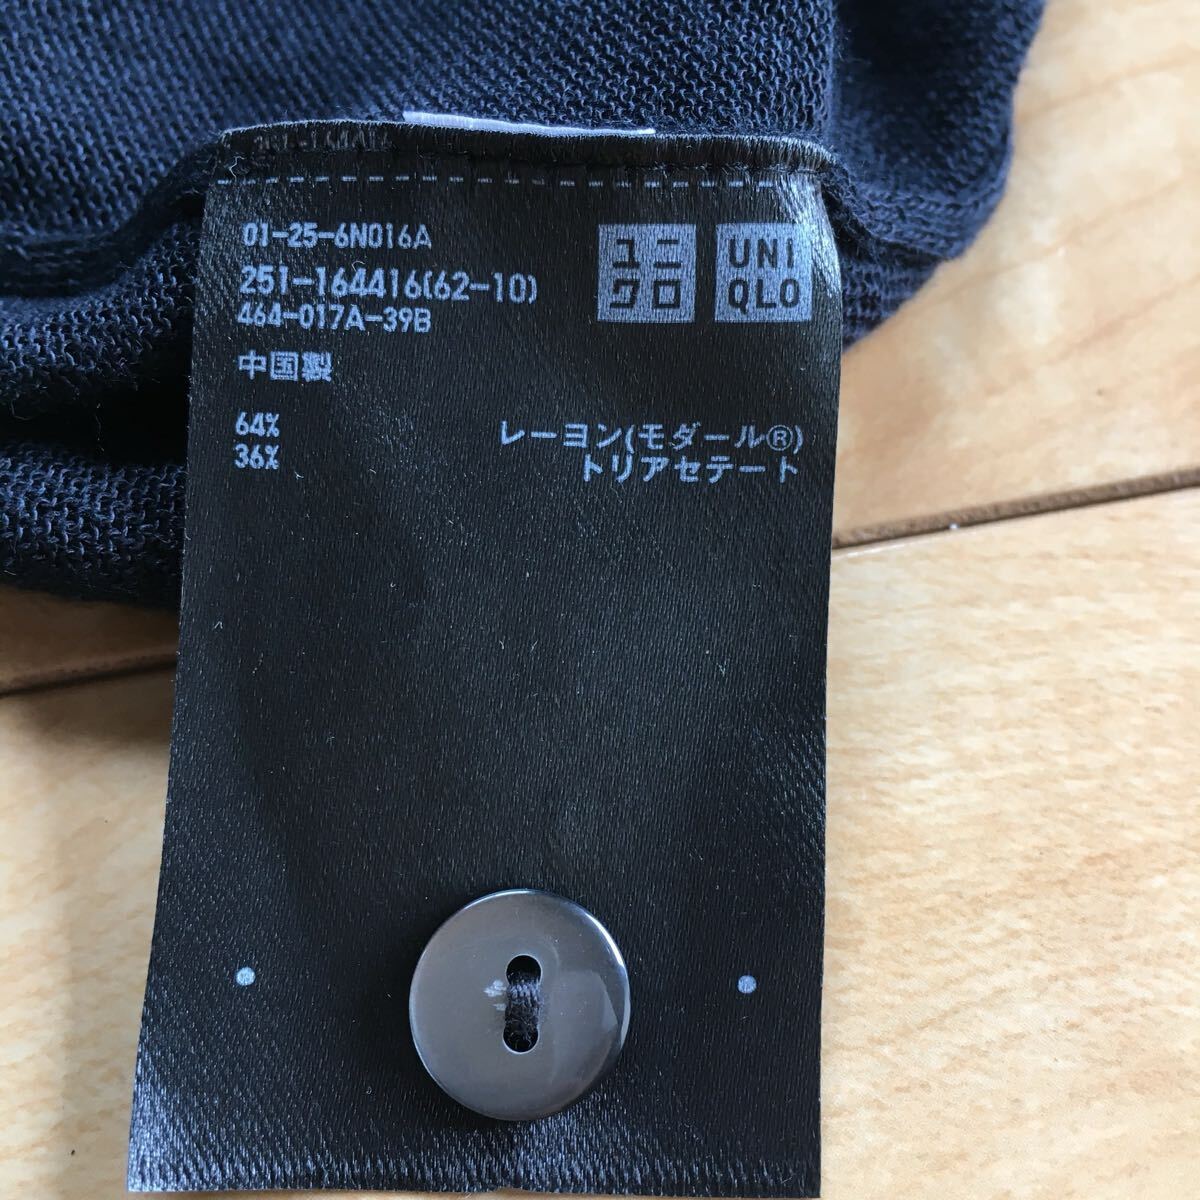 01-25-6N016A
251-164416(62-10)
464-017A-39B
中国製
ユニ
クロ
UNI
QLO
64% レーヨン(モダール®)
36% トリアセテート